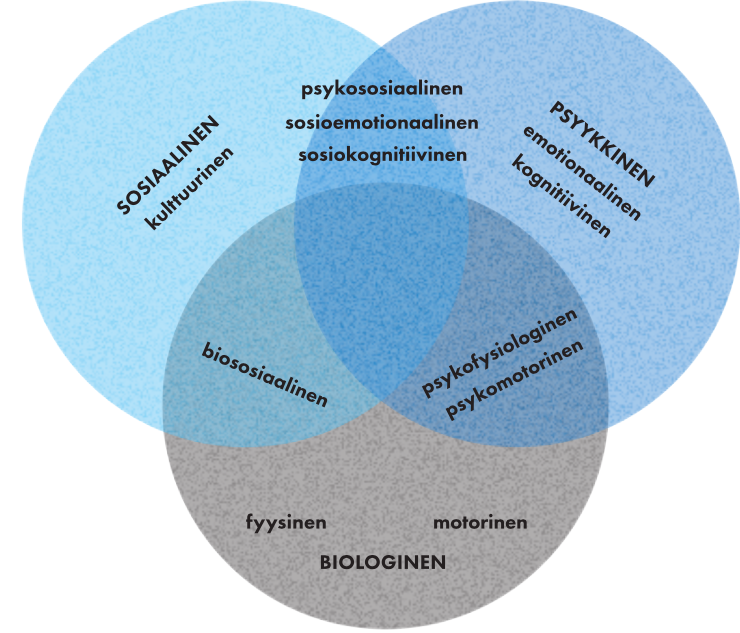 SOSIAALINEN
kulttuurinen
psykososiaalinen
sosioemotionaalinen
sosiokognitiivinen
PSYYKKINEN
emotionaalinen
kognitiivinen
biososiaalinen
psykofysiologinen
psykomotorinen
fyysinen
motorinen
BIOLOGINEN